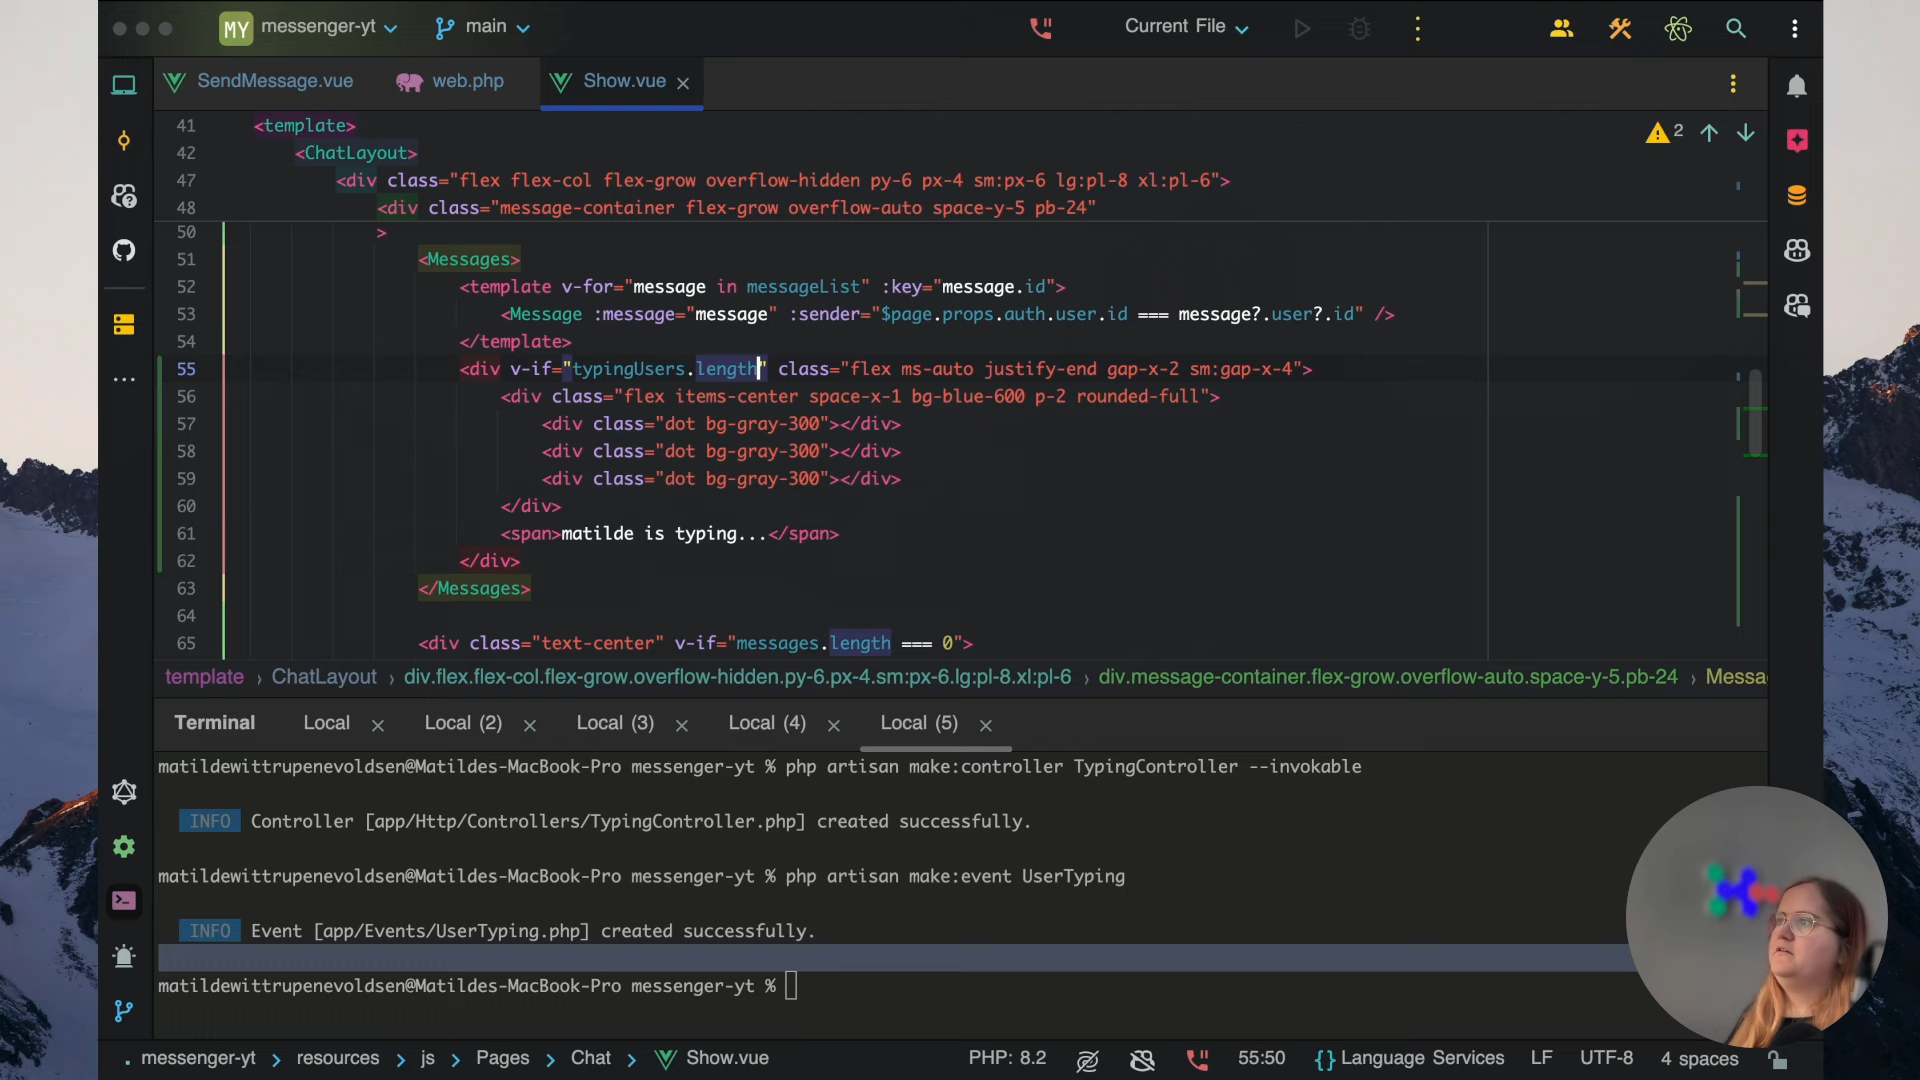 MY messenger-yt main Current File
SendMessage.vue web.php Show.vue
41 <template>
42 <ChatLayout>
47 <div class="flex flex-col flex-grow overflow-hidden py-6 px-4 sm:px-6 lg:pl-8 xl:pl-6">
48 <div class="message-container flex-grow overflow-auto space-y-5 pb-24"
50 >
51 <Messages>
52 <template v-for="message in messageList" :key="message.id">
53 <Message :message="message" :sender="$page.props.auth.user.id === message?.user?.id" />
54 </template>
55 <div v-if="typingUsers.length" class="flex ms-auto justify-end gap-x-2 sm:gap-x-4">
56 <div class="flex items-center space-x-1 bg-blue-600 p-2 rounded-full">
57 <div class="dot bg-gray-300"></div>
58 <div class="dot bg-gray-300"></div>
59 <div class="dot bg-gray-300"></div>
60 </div>
61 <span>matilde is typing...</span>
62 </div>
63 </Messages>
64
65 <div class="text-center" v-if="messages.length === 0">
2
template › ChatLayout › div.flex.flex-col.flex-grow.overflow-hidden.py-6.px-4.sm:px-6.lg:pl-8.xl:pl-6 › div.message-container.flex-grow.overflow-auto.space-y-5.pb-24 › Messa
Terminal Local Local (2) Local (3) Local (4) Local (5)
matildewittrupenevoldsen@Matildes-MacBook-Pro messenger-yt % php artisan make:controller TypingController --invokable
INFO Controller [app/Http/Controllers/TypingController.php] created successfully.
matildewittrupenevoldsen@Matildes-MacBook-Pro messenger-yt % php artisan make:event UserTyping
INFO Event [app/Events/UserTyping.php] created successfully.
matildewittrupenevoldsen@Matildes-MacBook-Pro messenger-yt %
messenger-yt › resources › js › Pages › Chat › Show.vue PHP: 8.2 55:50 {} Language Services LF UTF-8 4 spaces